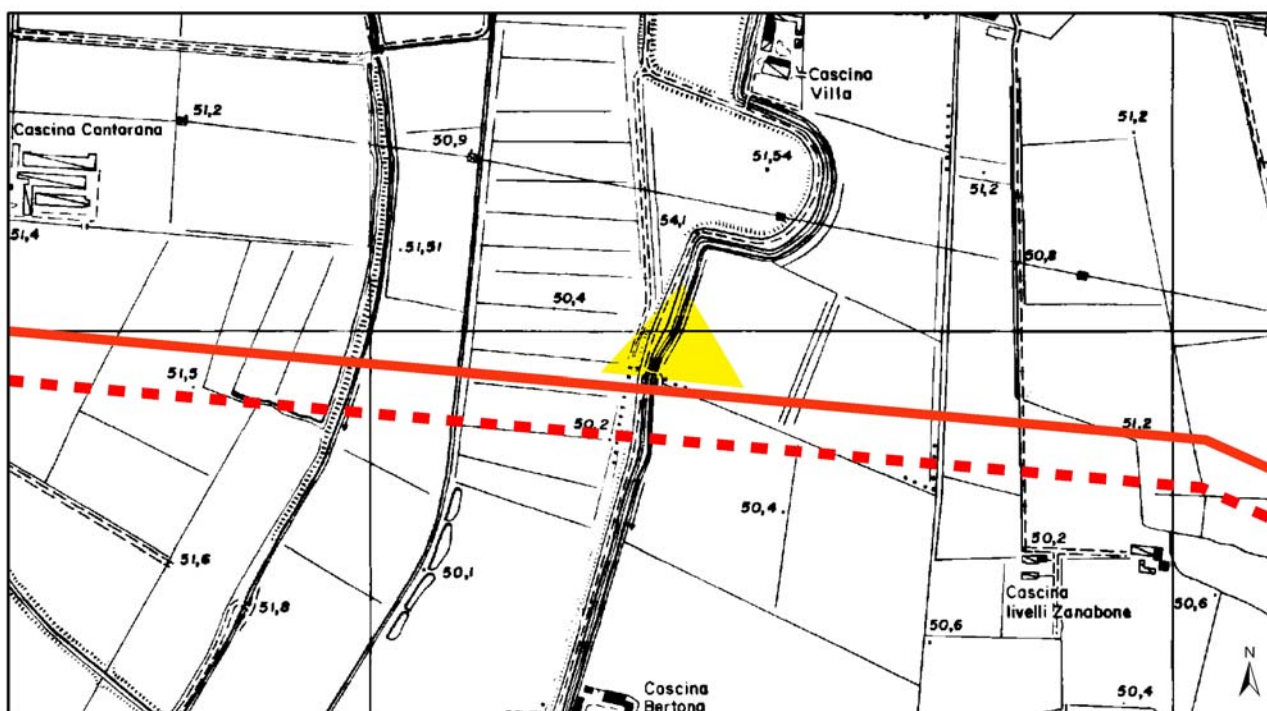 Cascina
Villa
51,2
51,2
Cascina Cantarana
50,9
51,54
51,2
54,1
51,4
51,51
50,8
50,4
51,5
50,2
51,2
50,4
51,6
50,1
50,2
51,8
Cascina
livelli Zanabone
50,6
50,6
N
Cascina
Bertona
50,4